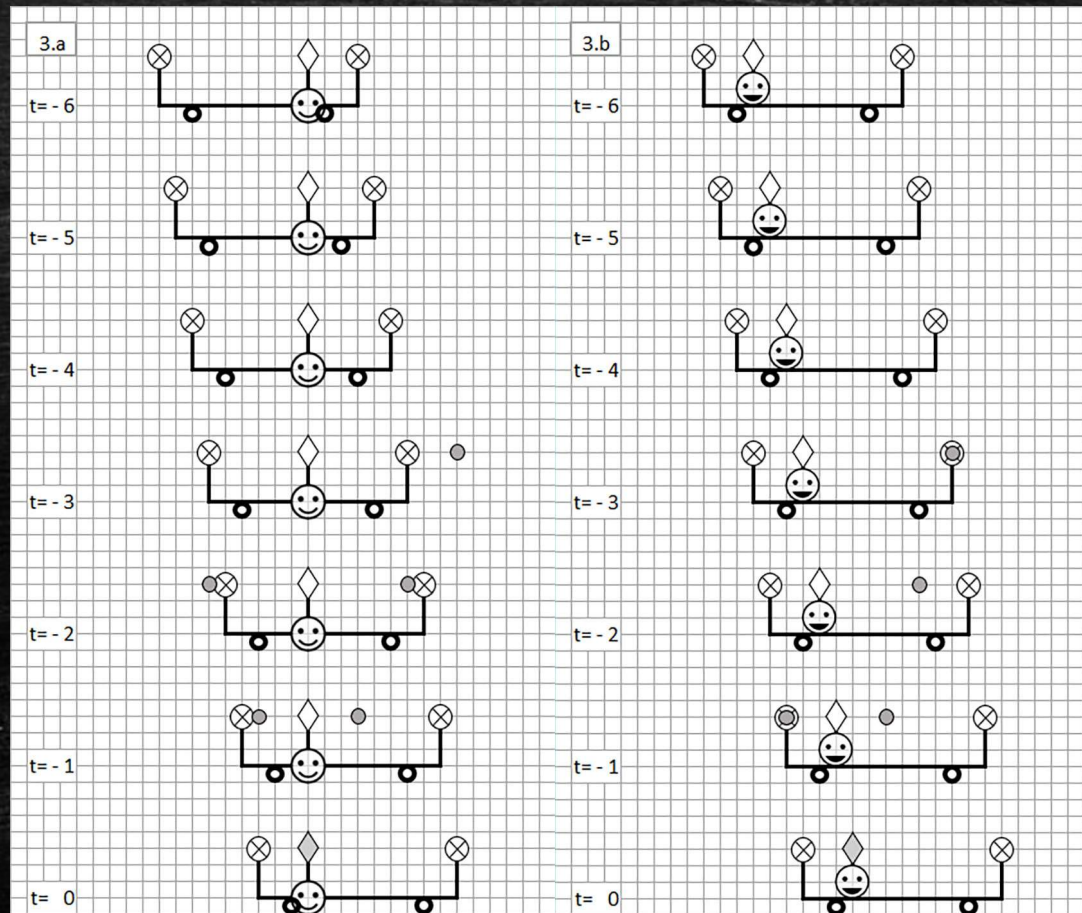 3.a
t= - 6
t= - 5
t= - 4
t= - 3
t= - 2
t= - 1
t= 0
3.b
t= - 6
t= - 5
t= - 4
t= - 3
t= - 2
t= - 1
t= 0